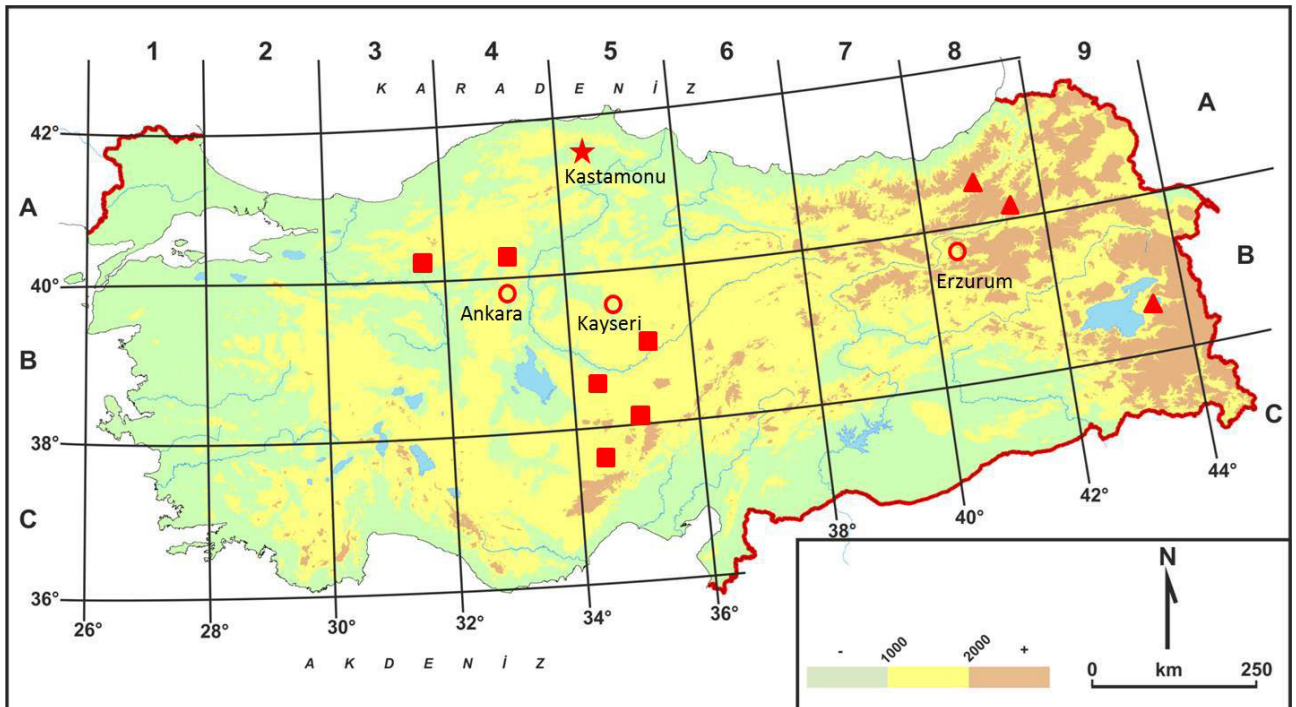 1 2 3 4 5 6 7 8 9
K A R A D E N İ Z
A
42°
Kastamonu
A
B
40°
Erzurum
Ankara
Kayseri
B
C
38°
44°
42°
40°
38°
C
N
36°
36°
34°
32°
30°
28°
26°
- 1000 2000 +
0 km 250
A K D E N İ Z